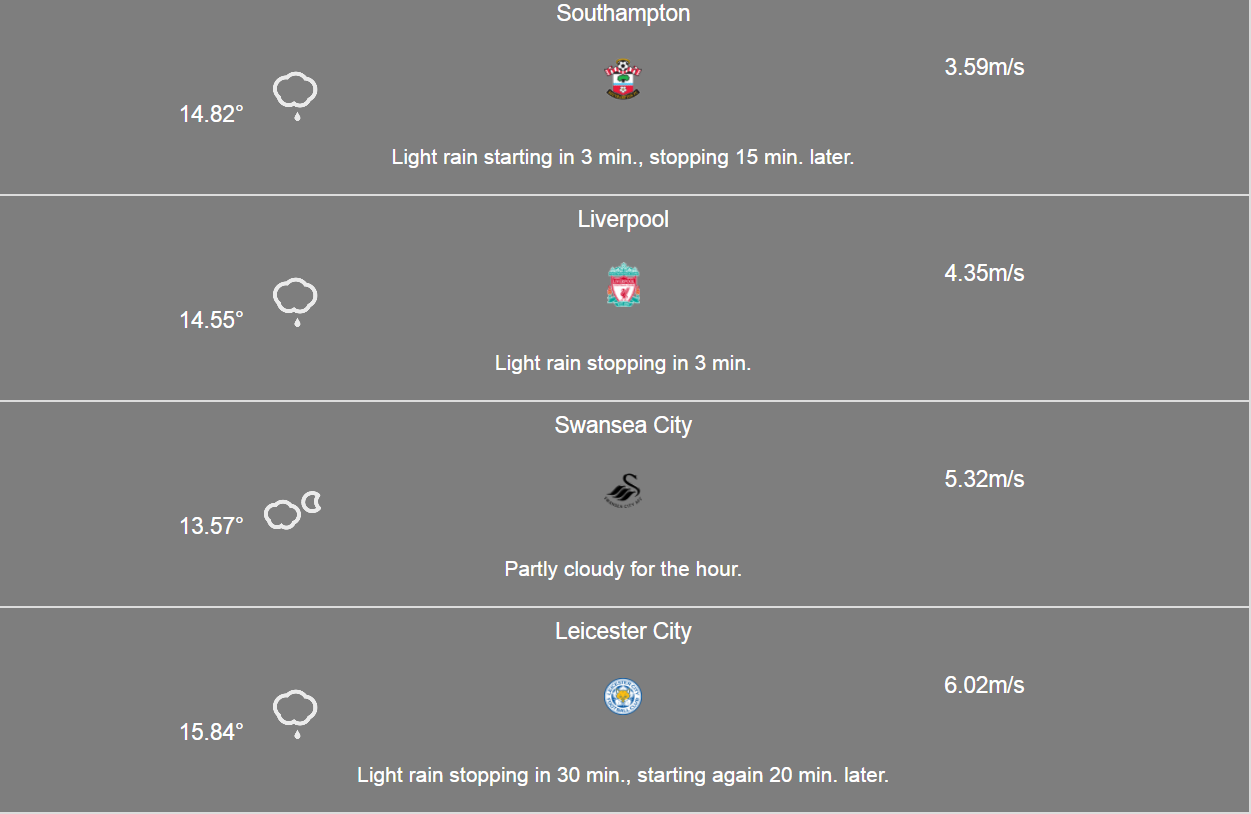 Southampton
3.59m/s
14.82°
Light rain starting in 3 min., stopping 15 min. later.
Liverpool
4.35m/s
14.55°
Light rain stopping in 3 min.
Swansea City
5.32m/s
13.57°
Partly cloudy for the hour.
Leicester City
6.02m/s
15.84°
Light rain stopping in 30 min., starting again 20 min. later.